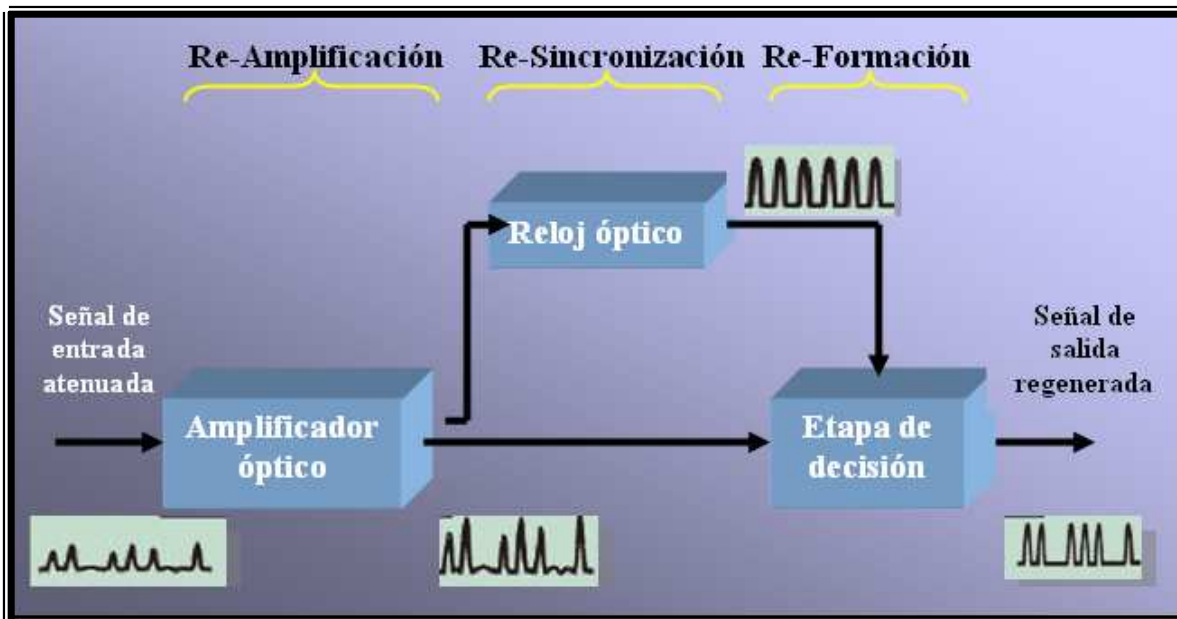 Re-Amplificación
Re-Sincronización
Re-Formación
Reloj óptico
Señal de
entrada
atenuada
Amplificador
óptico
Etapa de
decisión
Señal de
salida
regenerada